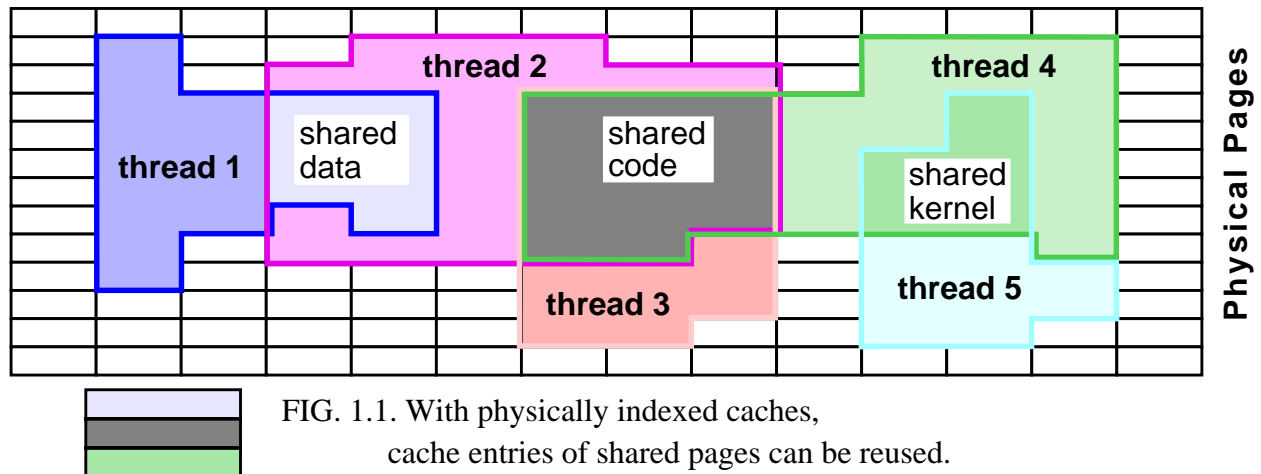 thread 2
thread 4
shared
data
shared
code
thread 1
shared
kernel
thread 5
thread 3
Physical Pages
FIG. 1.1. With physically indexed caches,
cache entries of shared pages can be reused.